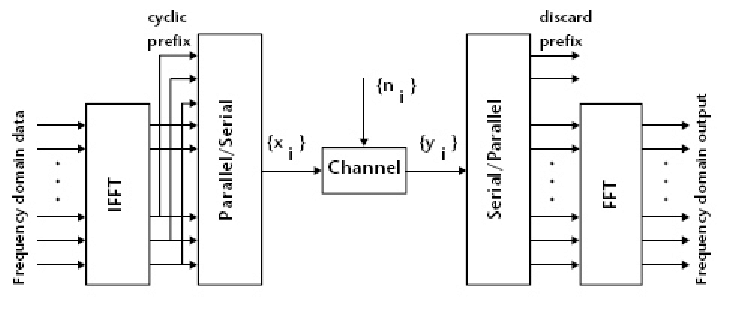 cyclic
prefix
discard
prefix
Frequency domain data
IFFT
Parallel/Serial
{x i }
{n i }
Channel
{y i }
Serial/Parallel
FFT
Frequency domain output